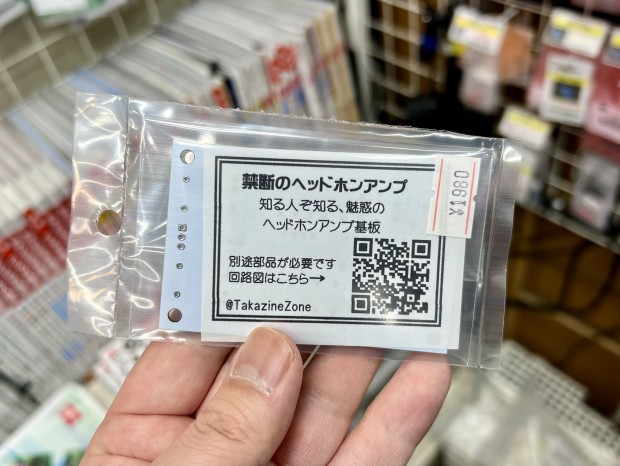 禁断のヘッドホンアンプ
知る人ぞ知る、魅惑の
ヘッドホンアンプ基板
別途部品が必要です
回路図はこちら→
@TakazineZone
¥1980